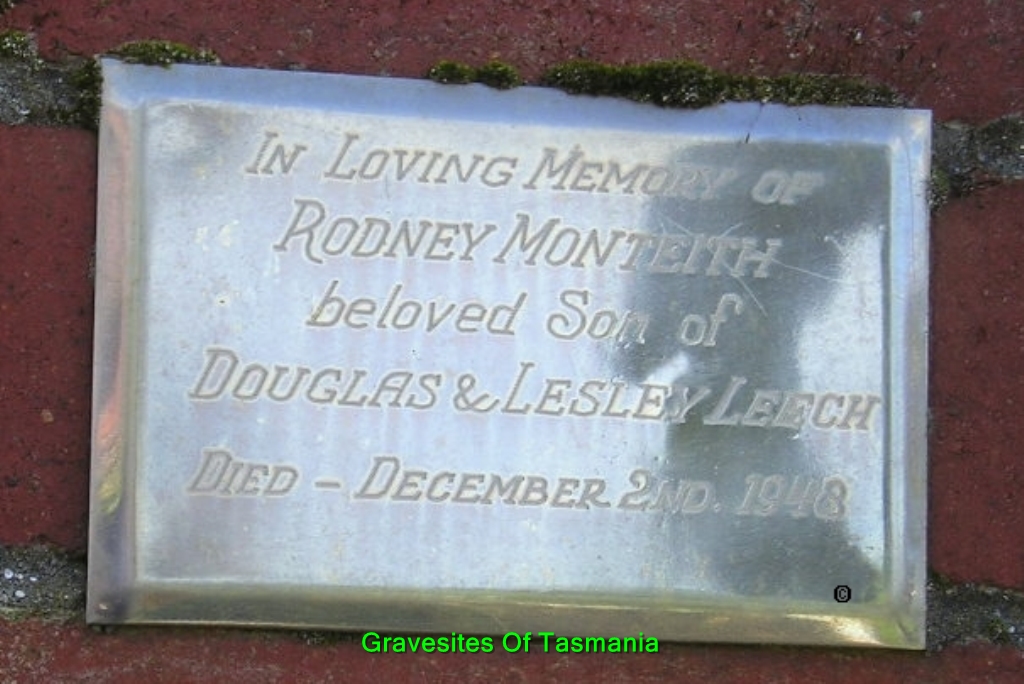 IN LOVING MEMORY OF
RODNEY MONTEITH
beloved Son of
DOUGLAS & LESLEY LEECH
DIED - DECEMBER 2ND. 1948
©
Gravesites Of Tasmania